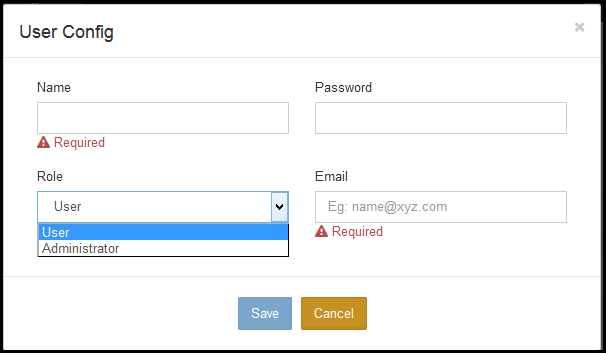 User Config
×
Name
Password
Required
Role
Email
User
Eg: name@xyz.com
User
Required
Administrator
Save
Cancel